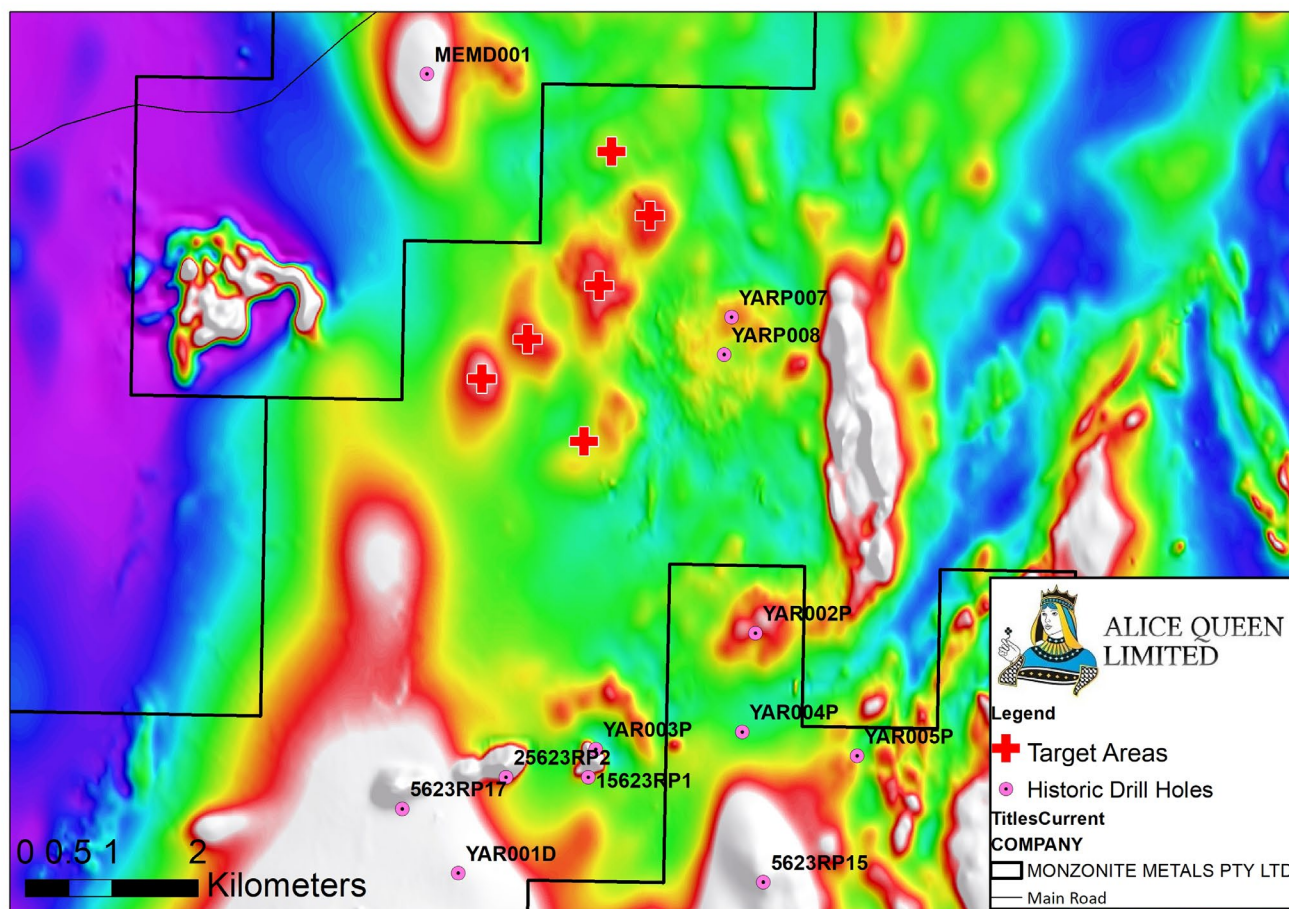 MEMD001
YARP007
YARP008
YAR002P
YAR004P
YAR003P
YAR005P
25623RP2
15623RP1
5623RP17
YAR001D
5623RP15
0 0.5 1 2
Kilometers
ALICE QUEEN
LIMITED
Legend
Target Areas
Historic Drill Holes
TitlesCurrent
COMPANY
MONZONITE METALS PTY LTD
Main Road